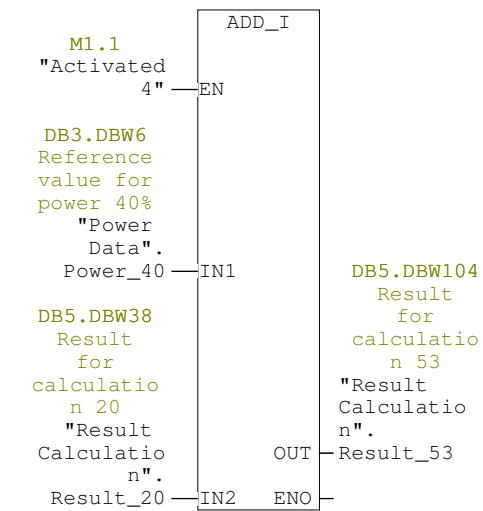 ADD_I
M1.1
"Activated
4"
EN
DB3.DBW6
Reference
value for
power 40%
"Power
Data".
Power_40
IN1
DB5.DBW38
Result
for
calculatio
n 20
"Result
Calculatio
n".
Result_20
IN2
DB5.DBW104
Result
for
calculatio
n 53
"Result
Calculatio
n".
Result_53
OUT
ENO